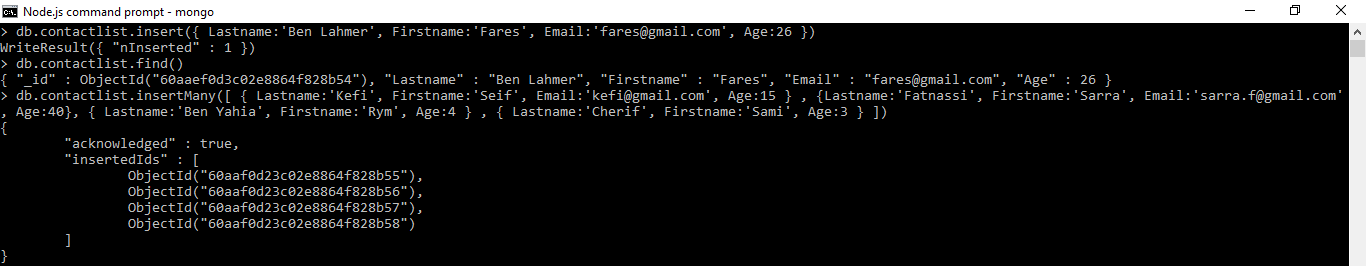 Node.js command prompt - mongo
> db.contactlist.insert({ Lastname:'Ben Lahmer', Firstname:'Fares', Email:'fares@gmail.com', Age:26 })
WriteResult({ "nInserted" : 1 })
> db.contactlist.find()
{ "_id" : ObjectId("60aaef0d3c02e8864f828b54"), "Lastname" : "Ben Lahmer", "Firstname" : "Fares", "Email" : "fares@gmail.com", "Age" : 26 }
> db.contactlist.insertMany([ { Lastname:'Kefi', Firstname:'Seif', Email:'kefi@gmail.com', Age:15 } , {Lastname:'Fatnassi', Firstname:'Sarra', Email:'sarra.f@gmail.com'
, Age:40}, { Lastname:'Ben Yahia', Firstname:'Rym', Age:4 } , { Lastname:'Cherif', Firstname:'Sami', Age:3 } ])
{
        "acknowledged" : true,
        "insertedIds" : [
                ObjectId("60aaf0d23c02e8864f828b55"),
                ObjectId("60aaf0d23c02e8864f828b56"),
                ObjectId("60aaf0d23c02e8864f828b57"),
                ObjectId("60aaf0d23c02e8864f828b58")
        ]
}